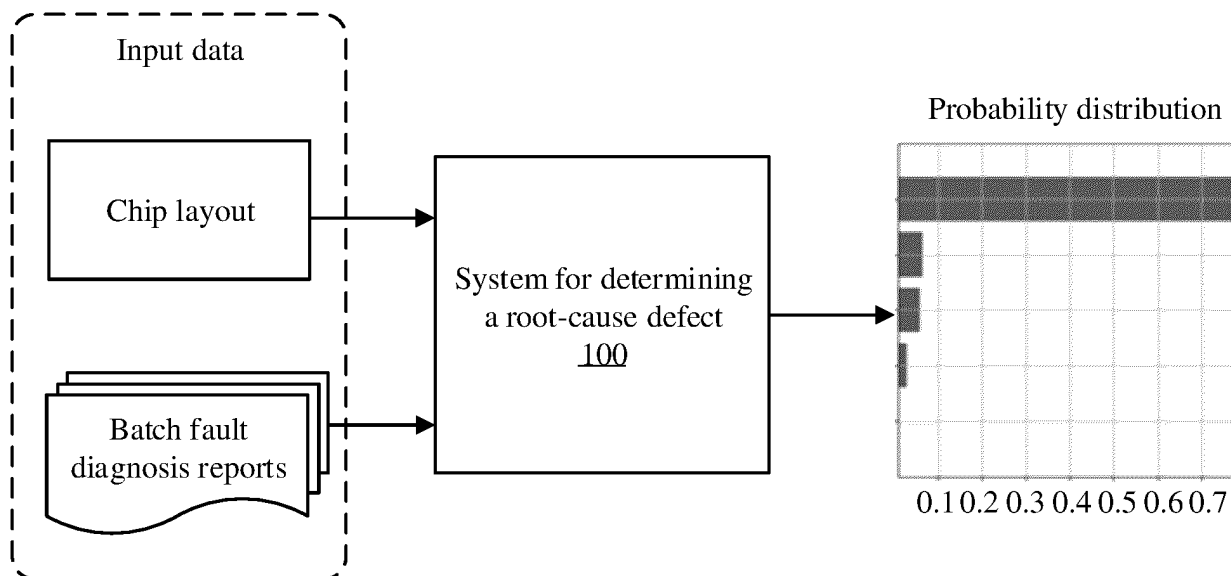 Input data
Chip layout
Batch fault
diagnosis reports
System for determining
a root-cause defect
100
Probability distribution
0.1 0.2 0.3 0.4 0.5 0.6 0.7